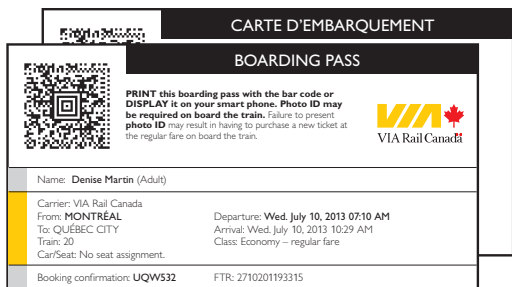 CARTE D'EMBARQUEMENT
BOARDING PASS
PRINT this boarding pass with the bar code or
DISPLAY it on your smart phone. Photo ID may
be required on board the train. Failure to present
photo ID may result in having to purchase a new ticket at
the regular fare on board the train.
VIA
VIA Rail Canada
Name: Denise Martin (Adult)
Carrier: VIA Rail Canada
From: MONTRÉAL Departure: Wed. July 10, 2013 07:10 AM
To: QUÉBEC CITY Arrival: Wed. July 10, 2013 10:29 AM
Train: 20 Class: Economy – regular fare
Car/Seat: No seat assignment.
Booking confirmation: UQW532 FTR: 2710201193315